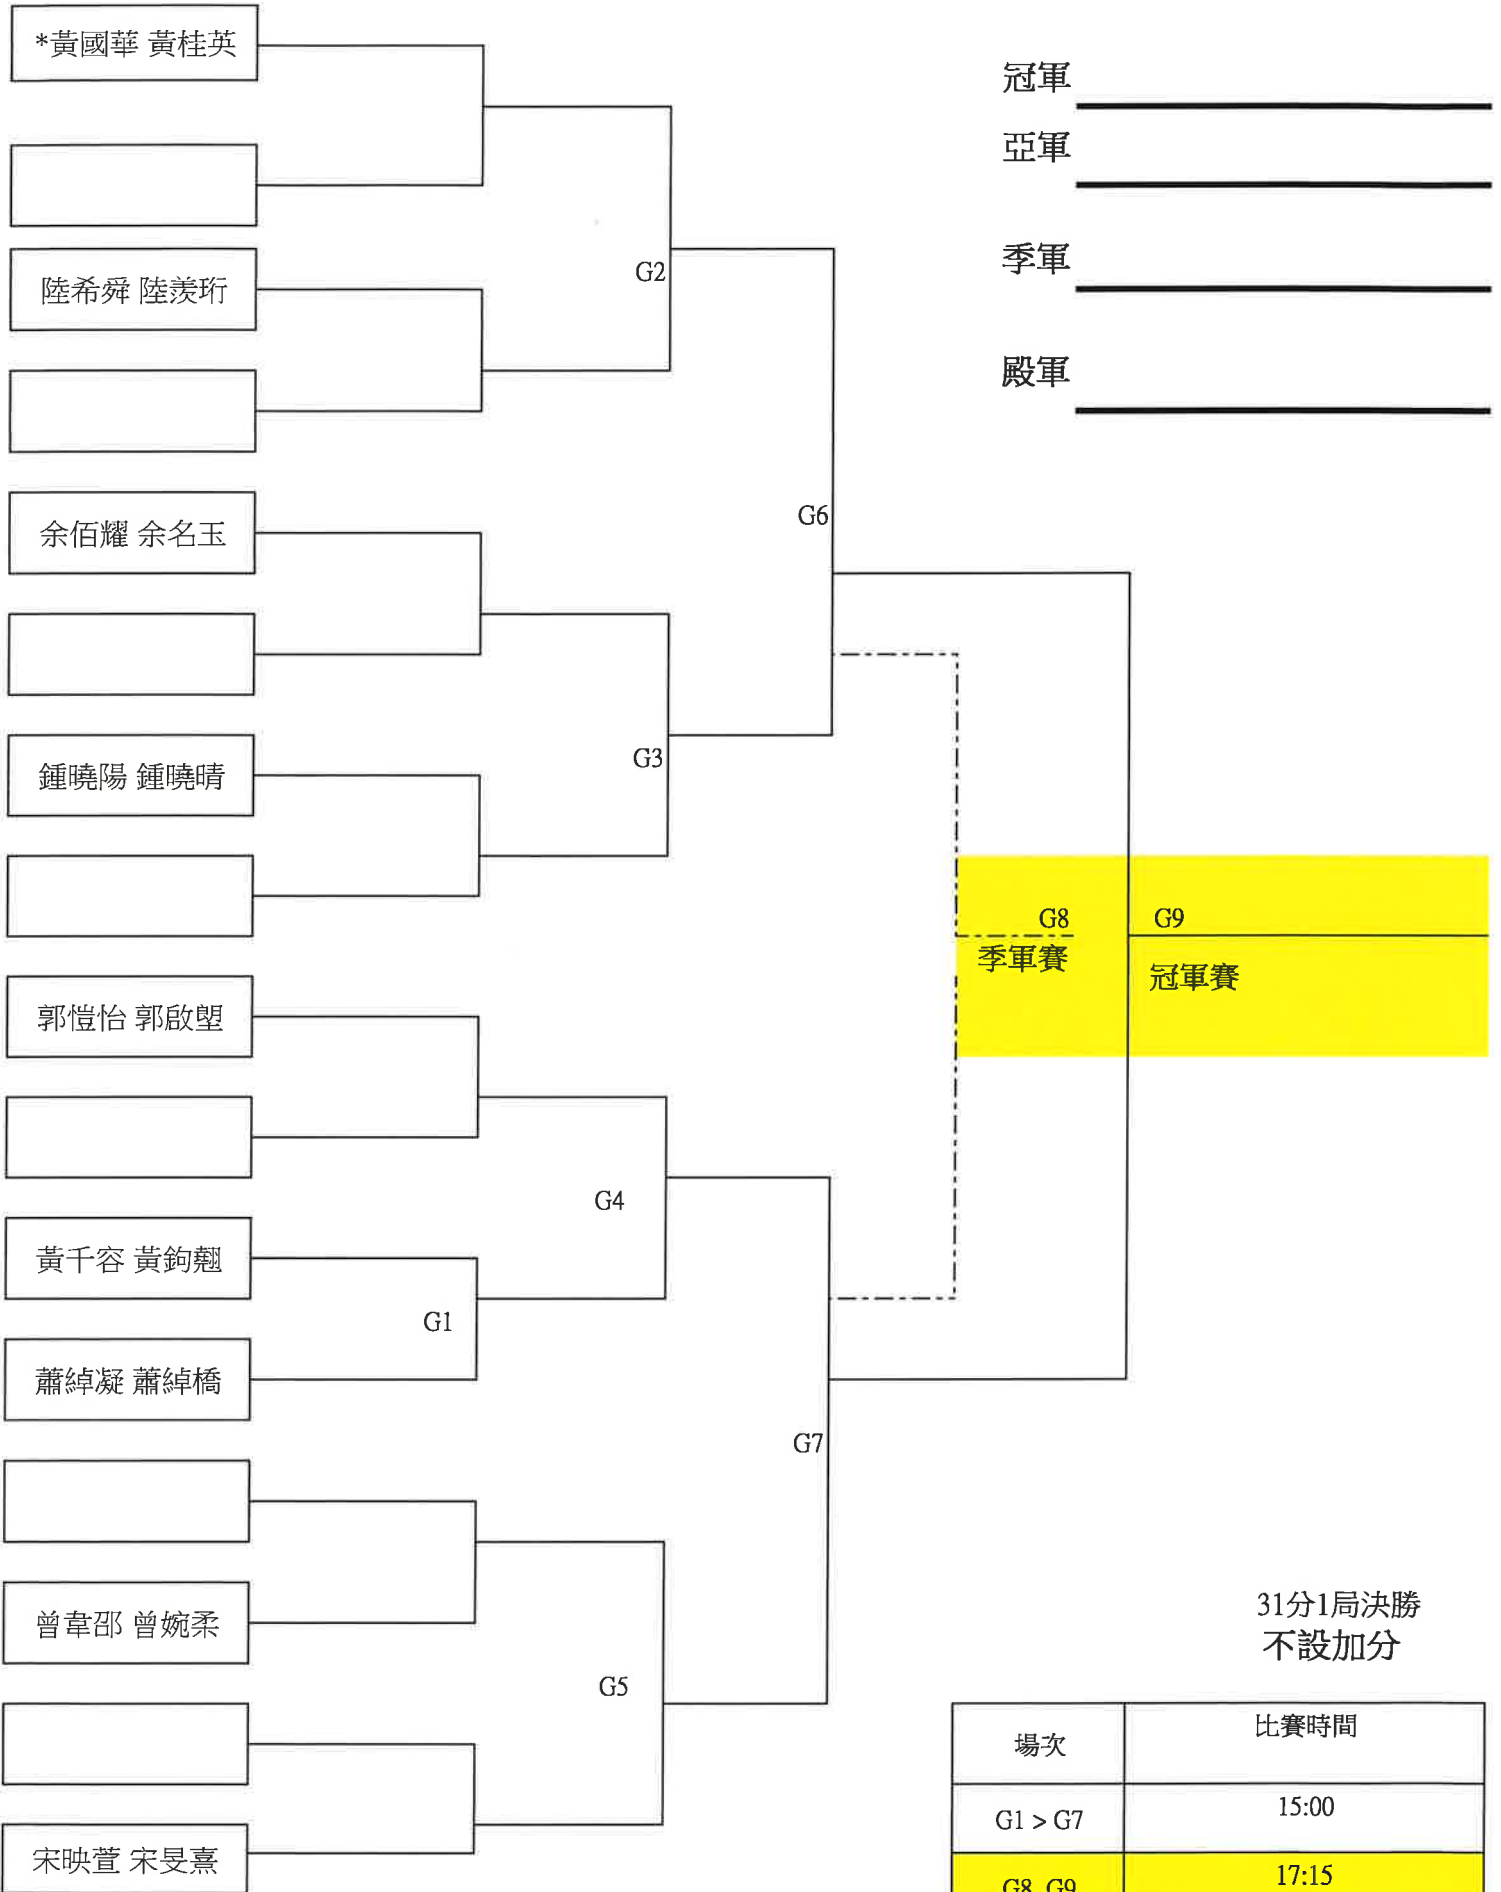 *黃國華 黃桂英
冠軍
亞軍
陸希舜 陸羨珩
G2
季軍
殿軍
余佰耀 余名玉
G6
鍾曉陽 鍾曉晴
G3
G8
G9
季軍賽
冠軍賽
郭愷怡 郭啟塱
G4
黃千容 黃鉤翹
G1
蕭綽凝 蕭綽橋
G7
曾韋邵 曾婉柔
31分1局決勝
不設加分
G5
場次 比賽時間
G1 > G7 15:00
宋映萱 宋旻熹
G8, G9 17:15